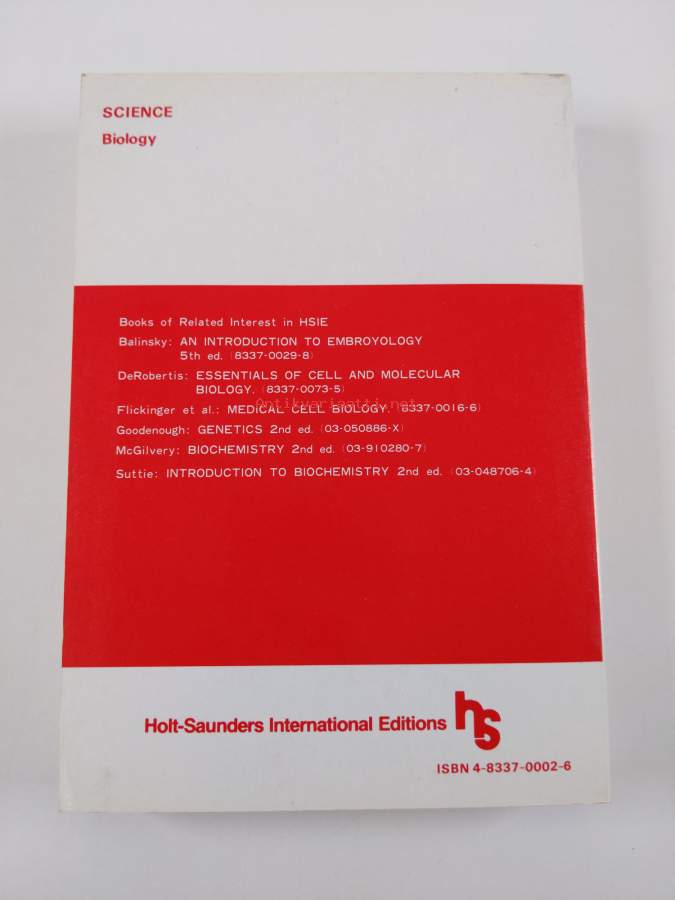 SCIENCE
Biology
Books of Related Interest in HSIE
Balinsky: AN INTRODUCTION TO EMBROYOLOGY
5th ed. (8337-0029-8)
DeRobertis: ESSENTIALS OF CELL AND MOLECULAR
BIOLOGY. (8337-0073-5)
Antikvariaatti.net
Flickinger et al.: MEDICAL CELL BIOLOGY. (8337-0016-6)
Goodenough: GENETICS 2nd ed. (03-050886-X)
McGilvery: BIOCHEMISTRY 2nd ed. (03-910280-7)
Suttie: INTRODUCTION TO BIOCHEMISTRY 2nd ed. (03-048706-4)
Holt-Saunders International Editions hs
ISBN 4-8337-0002-6